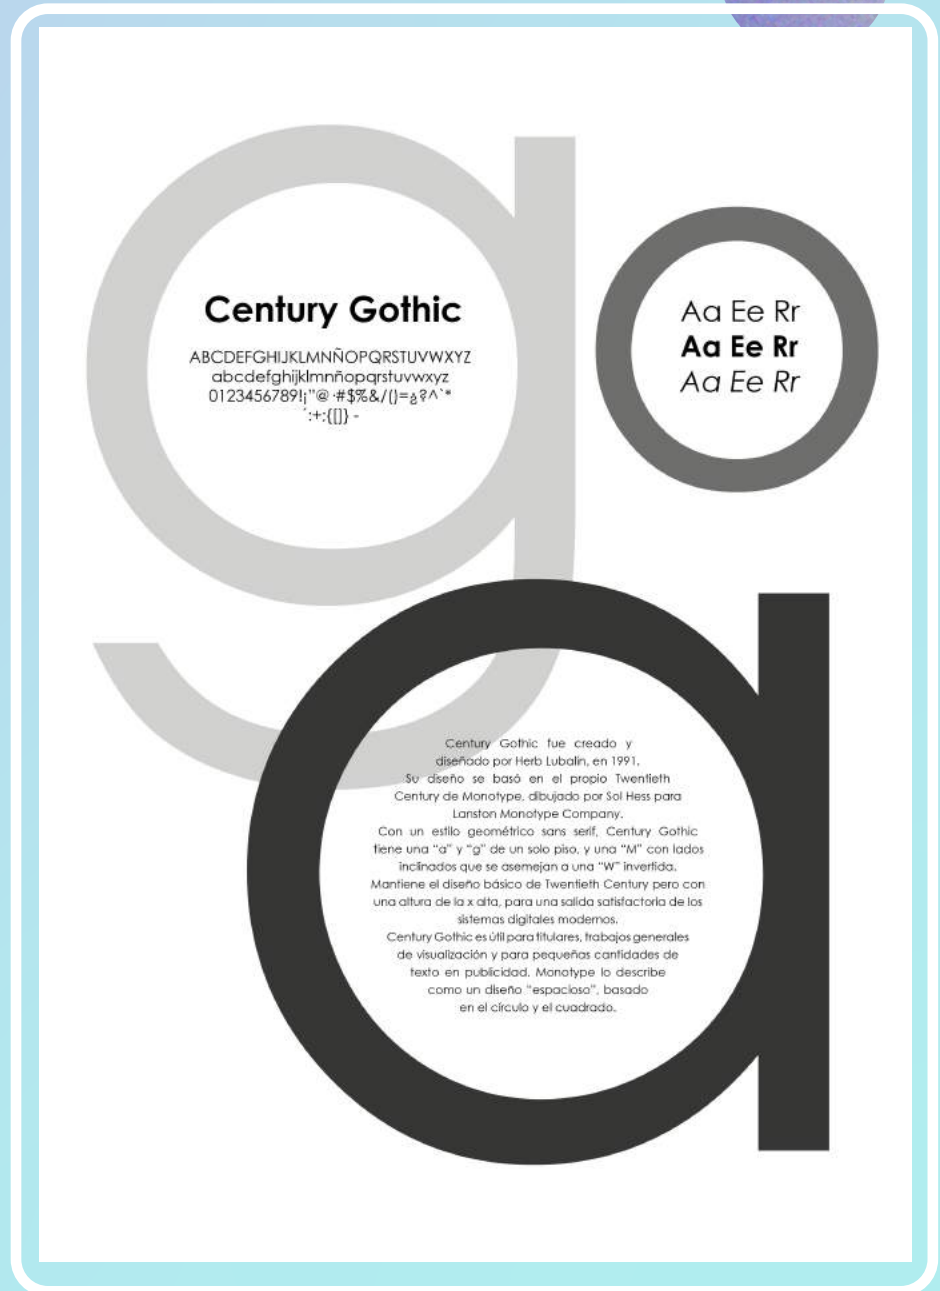 g
Century Gothic
ABCDEFGHIJKLMNÑOPQRSTUVWXYZ
abcdefghijklmnñopqrstuvwxyz
0123456789!¡"@·#$%&/()=¿?^`*
´:+:{[]} -
o
Aa Ee Rr
Aa Ee Rr
Aa Ee Rr
a
Century Gothic fue creado y
diseñado por Herb Lubalin, en 1991.
Su diseño se basó en el propio Twentieth
Century de Monotype, dibujado por Sol Hess para
Lanston Monotype Company.
Con un estilo geométrico sans serif, Century Gothic
tiene una “a” y “g” de un solo piso, y una “M” con lados
inclinados que se asemejan a una “W” invertida.
Mantiene el diseño básico de Twentieth Century pero con
una altura de la x alta, para una salida satisfactoria de los
sistemas digitales modernos.
Century Gothic es útil para titulares, trabajos generales
de visualización y para pequeñas cantidades de
texto en publicidad. Monotype lo describe
como un diseño “espacioso”, basado
en el círculo y el cuadrado.